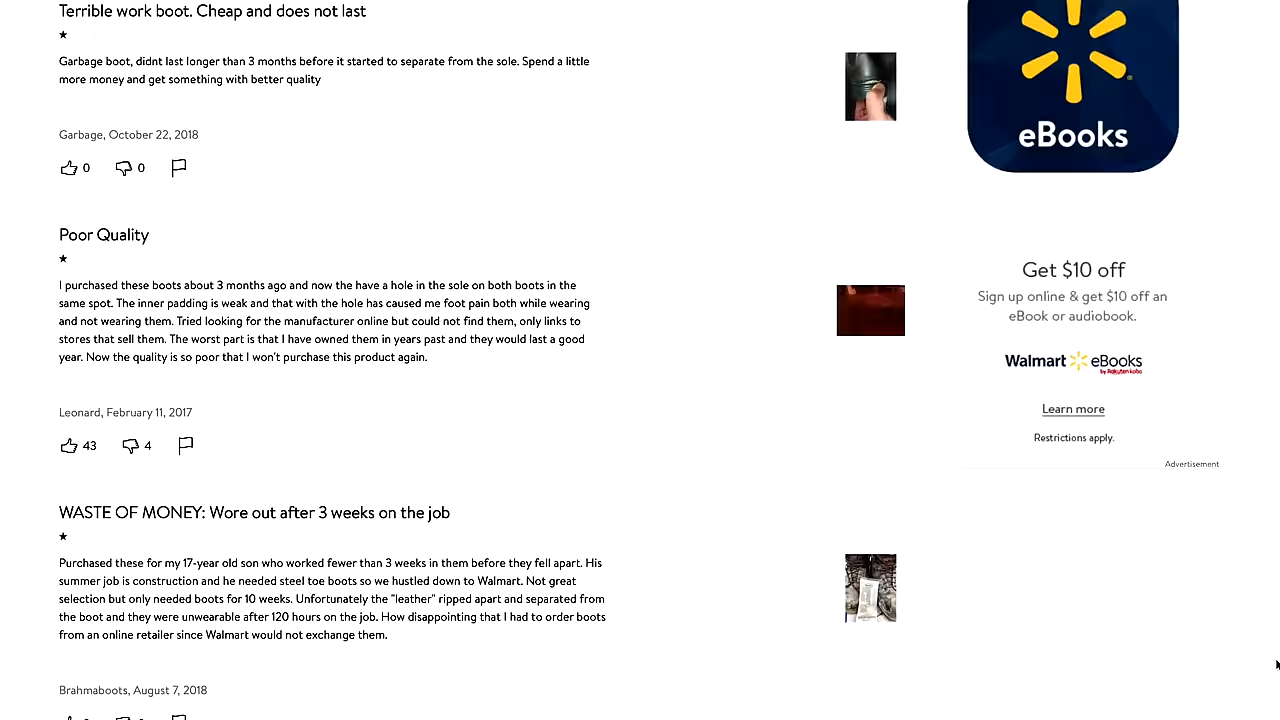 Terrible work boot. Cheap and does not last
Garbage boot, didnt last longer than 3 months before it started to separate from the sole. Spend a little
more money and get something with better quality
Garbage, October 22, 2018
0 0
Poor Quality
I purchased these boots about 3 months ago and now the have a hole in the sole on both boots in the
same spot. The inner padding is weak and that with the hole has caused me foot pain both while wearing
and not wearing them. Tried looking for the manufacturer online but could not find them, only links to
stores that sell them. The worst part is that I have owned them in years past and they would last a good
year. Now the quality is so poor that I won't purchase this product again.
Leonard, February 11, 2017
43 4
WASTE OF MONEY: Wore out after 3 weeks on the job
Purchased these for my 17-year old son who worked fewer than 3 weeks in them before they fell apart. His
summer job is construction and he needed steel toe boots so we hustled down to Walmart. Not great
selection but only needed boots for 10 weeks. Unfortunately the "leather" ripped apart and separated from
the boot and they were unwearable after 120 hours on the job. How disappointing that I had to order boots
from an online retailer since Walmart would not exchange them.
Brahmaboots, August 7, 2018
eBooks
Get $10 off
Sign up online & get $10 off an
eBook or audiobook.
Walmart eBooks
by Rakuten kobo
Learn more
Restrictions apply.
Advertisement